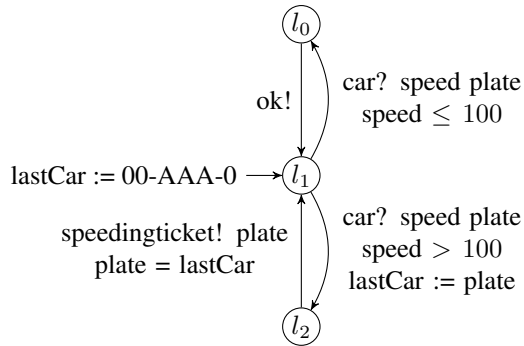 l₀
car? speed plate
speed ≤ 100
ok!
lastCar := 00-AAA-0
l₁
speedingticket! plate
plate = lastCar
car? speed plate
speed > 100
lastCar := plate
l₂